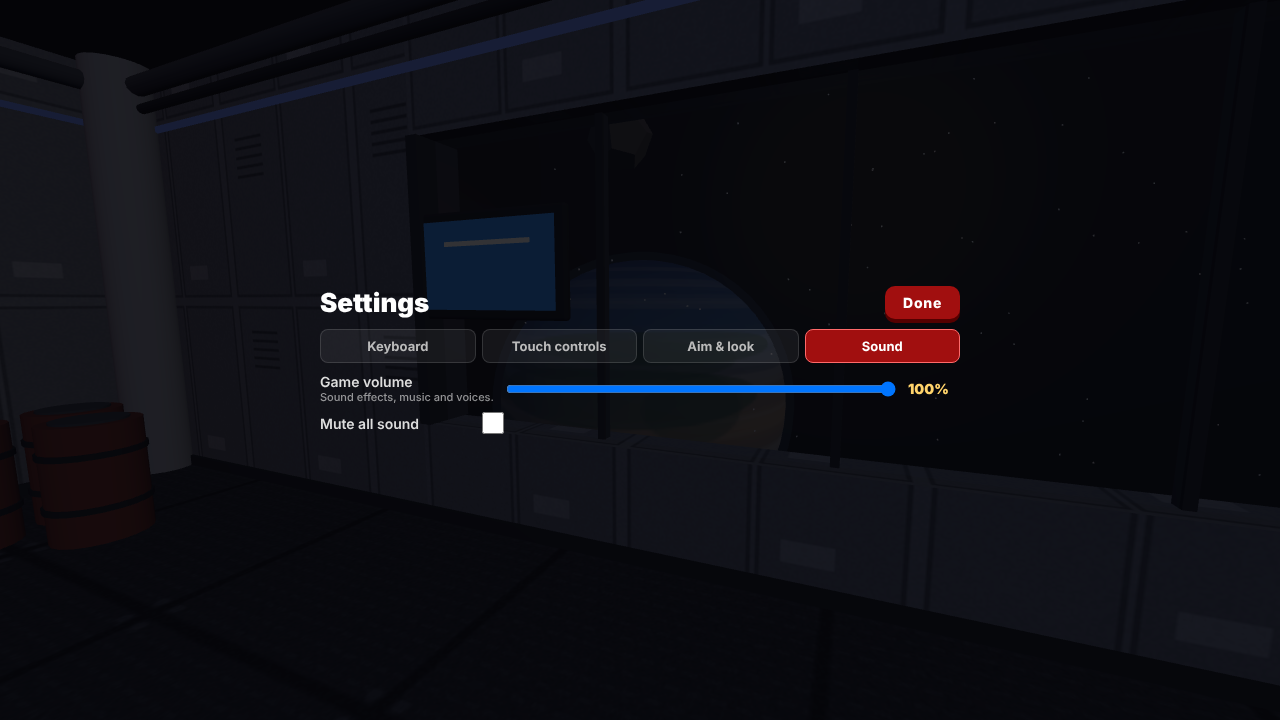 Settings
Done
Keyboard
Touch controls
Aim & look
Sound
Game volume
100%
Sound effects, music and voices.
Mute all sound